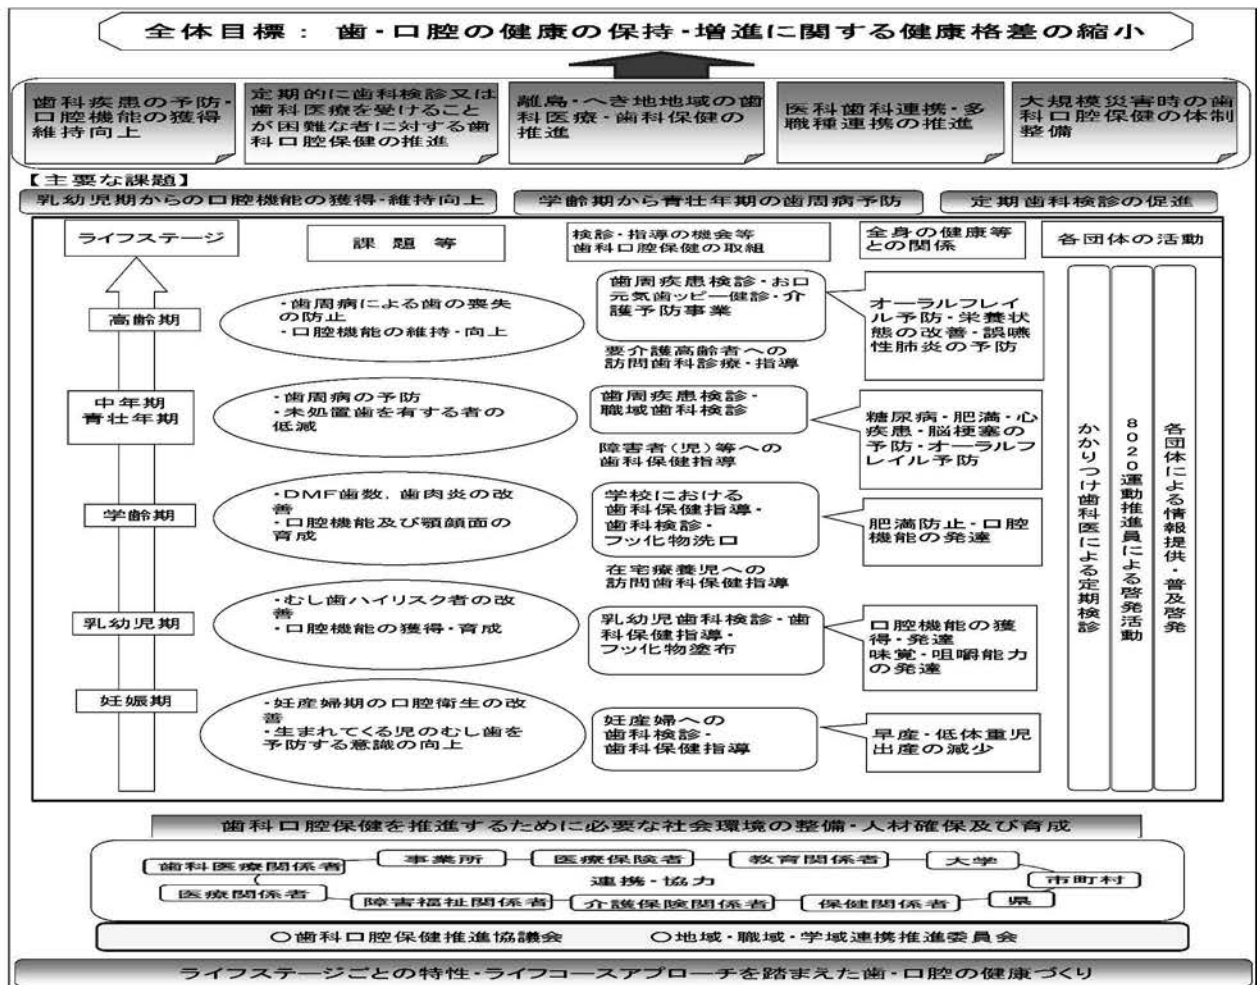 全体目標： 歯・口腔の健康の保持・増進に関する健康格差の縮小
歯科疾患の予防・
口腔機能の獲得
維持向上
定期的に歯科検診又は
歯科医療を受けること
が困難な者に対する歯
科口腔保健の推進
離島・へき地地域の歯
科医療・歯科保健の
推進
医科歯科連携・多
職種連携の推進
大規模災害時の歯
科口腔保健の体制
整備
【主要な課題】
乳幼児期からの口腔機能の獲得・維持向上
学齢期から青壮年期の歯周病予防
定期歯科検診の促進
ライフステージ
課題等
検診・指導の機会等
歯科口腔保健の取組
全身の健康等
との関係
各団体の活動
高齢期
・歯周病による歯の喪失
の防止
・口腔機能の維持・向上
歯周疾患検診・お口
元気歯ッピー健診・介
護予防事業
オーラルフレイ
ル予防・栄養状
態の改善・誤嚥
性肺炎の予防
要介護高齢者への
訪問歯科診療・指導
中年期
青壮年期
・歯周病の予防
・未処置歯を有する者の
低減
歯周疾患検診・
職域歯科検診
糖尿病・肥満・心
疾患・脳梗塞の
予防・オーラルフ
レイル予防
障害者（児）等への
歯科保健指導
学齢期
・DMF歯数，歯肉炎の改
善
・口腔機能及び顎顔面の
育成
学校における
歯科保健指導・
歯科検診・
フッ化物洗口
肥満防止・口腔
機能の発達
在宅療養児への
訪問歯科保健指導
乳幼児期
・むし歯ハイリスク者の改
善
・口腔機能の獲得・育成
乳幼児歯科検診・歯
科保健指導・
フッ化物塗布
口腔機能の獲
得・発達
味覚・咀嚼能力
の発達
妊娠期
・妊産婦期の口腔衛生の改
善
・生まれてくる児のむし歯を
予防する意識の向上
妊産婦への
歯科検診・
歯科保健指導
早産・低体重児
出産の減少
かかりつけ歯科医による定期検診
8020運動推進員による啓発活動
各団体による情報提供・普及啓発
歯科口腔保健を推進するために必要な社会環境の整備・人材確保及び育成
歯科医療関係者
事業所
医療保険者
教育関係者
大学
連携・協力
市町村
医療関係者
障害福祉関係者
介護保険関係者
保健関係者
県
○歯科口腔保健推進協議会
○地域・職域・学域連携推進委員会
ライフステージごとの特性・ライフコースアプローチを踏まえた歯・口腔の健康づくり